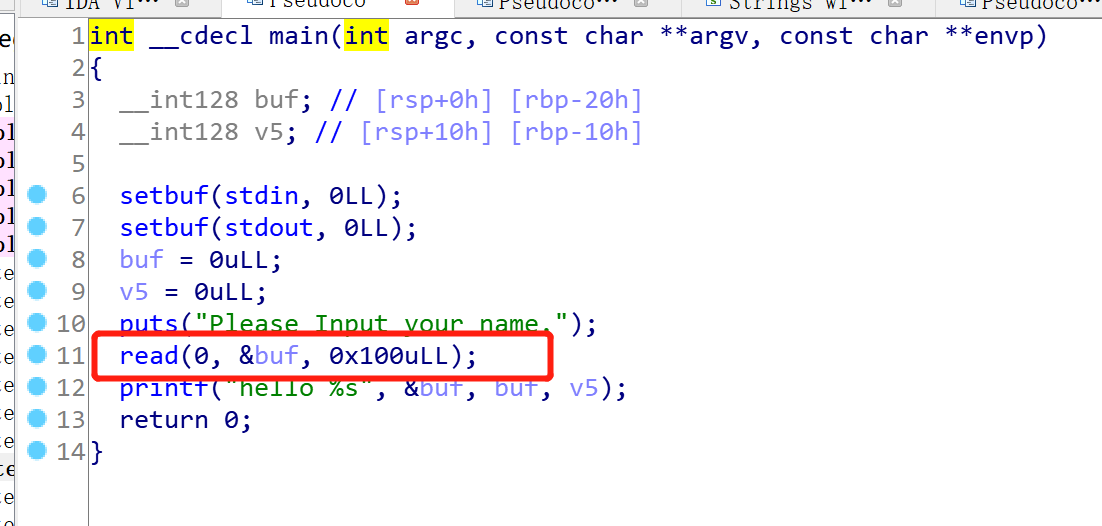 IDA Vi…
Pseudoco
Pseudoco…
Strings wi…
Pseudoco…
1 int __cdecl main(int argc, const char **argv, const char **envp)
2 {
3 __int128 buf; // [rsp+0h] [rbp-20h]
4 __int128 v5; // [rsp+10h] [rbp-10h]
5
6 setbuf(stdin, 0LL);
7 setbuf(stdout, 0LL);
8 buf = 0uLL;
9 v5 = 0uLL;
10 puts("Please Input your name.");
11 read(0, &buf, 0x100uLL);
12 printf("hello %s", &buf, buf, v5);
13 return 0;
14 }